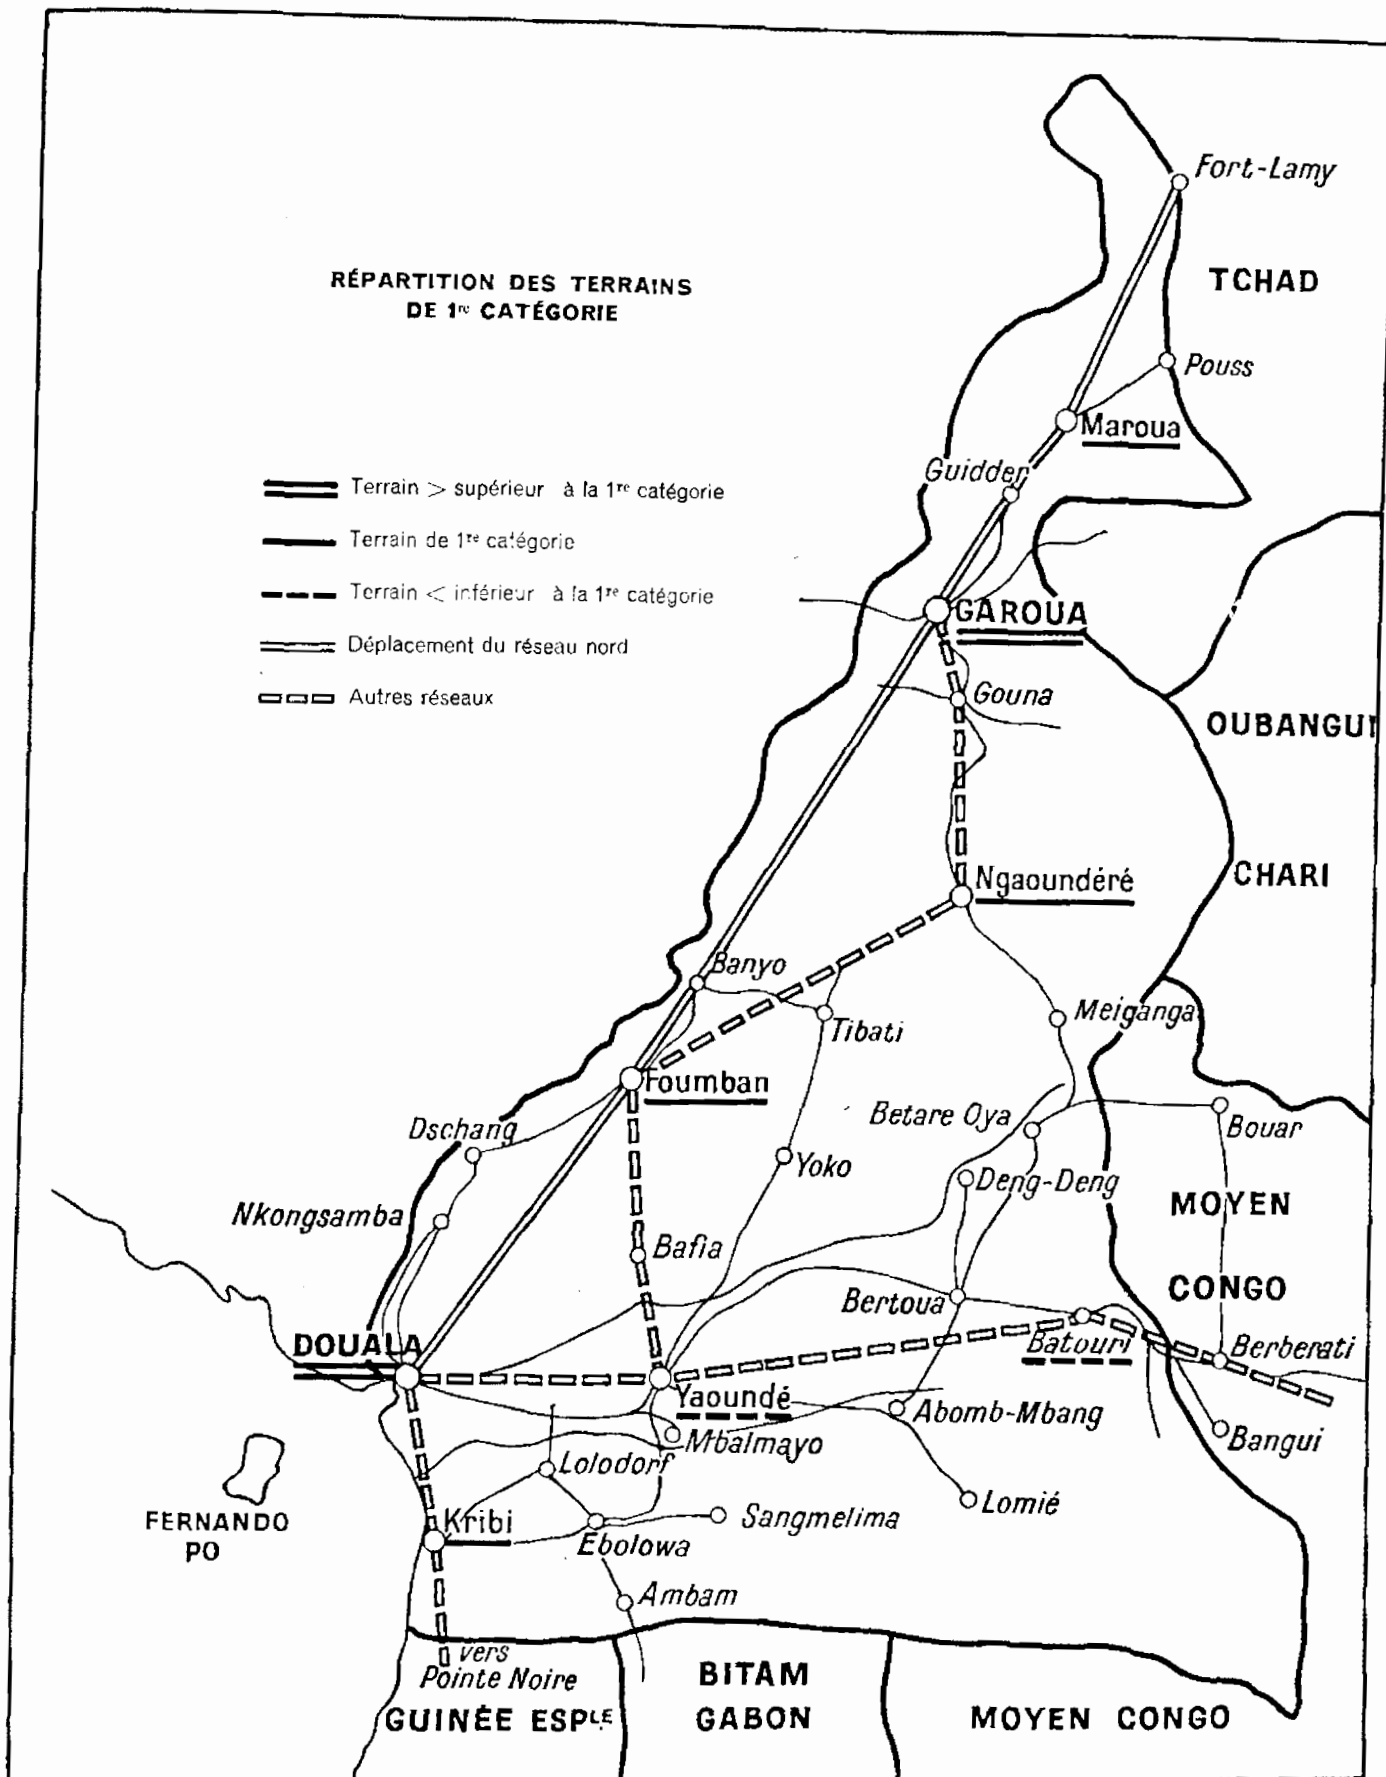 RÉPARTITION DES TERRAINS
DE 1re CATÉGORIE
Terrain > supérieur à la 1re catégorie
Terrain de 1re catégorie
Terrain < inférieur à la 1re catégorie
Déplacement du réseau nord
Autres réseaux
Fort-Lamy
TCHAD
Pouss
Maroua
Guidder
GAROUA
Gouna
OUBANGUI
CHARI
Ngaoundéré
Banyo
Meiganga
Tibati
Foumban
Betare Oya
Bouar
Dschang
Yoko
Deng-Deng
MOYEN
CONGO
Nkongsamba
Bafia
Bertoua
DOUALA
Batouri
Berberati
Yaoundé
Abomb-Mbang
Bangui
Mbalmayo
Lolodorf
Lomié
FERNANDO
PO
Kribi
Sangmelima
Ebolowa
Ambam
vers
Pointe Noire
GUINÉE ESPLE
BITAM
GABON
MOYEN CONGO